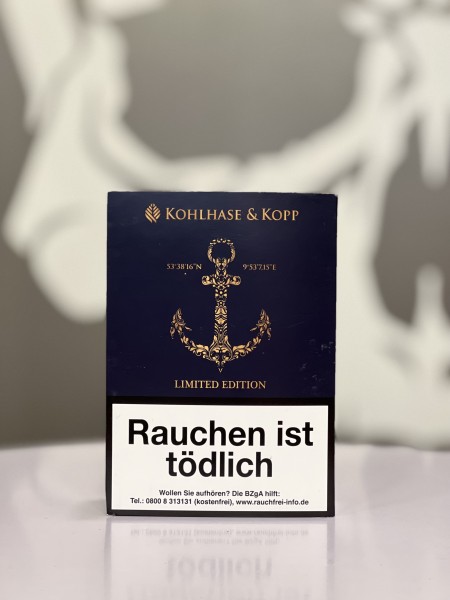 KOHLHASE & KOPP
53°38'16"N 9°53'7,15"E
LIMITED EDITION
Rauchen ist
tödlich
Wollen Sie aufhören? Die BZgA hilft:
Tel.: 0800 8 313131 (kostenfrei), www.rauchfrei-info.de